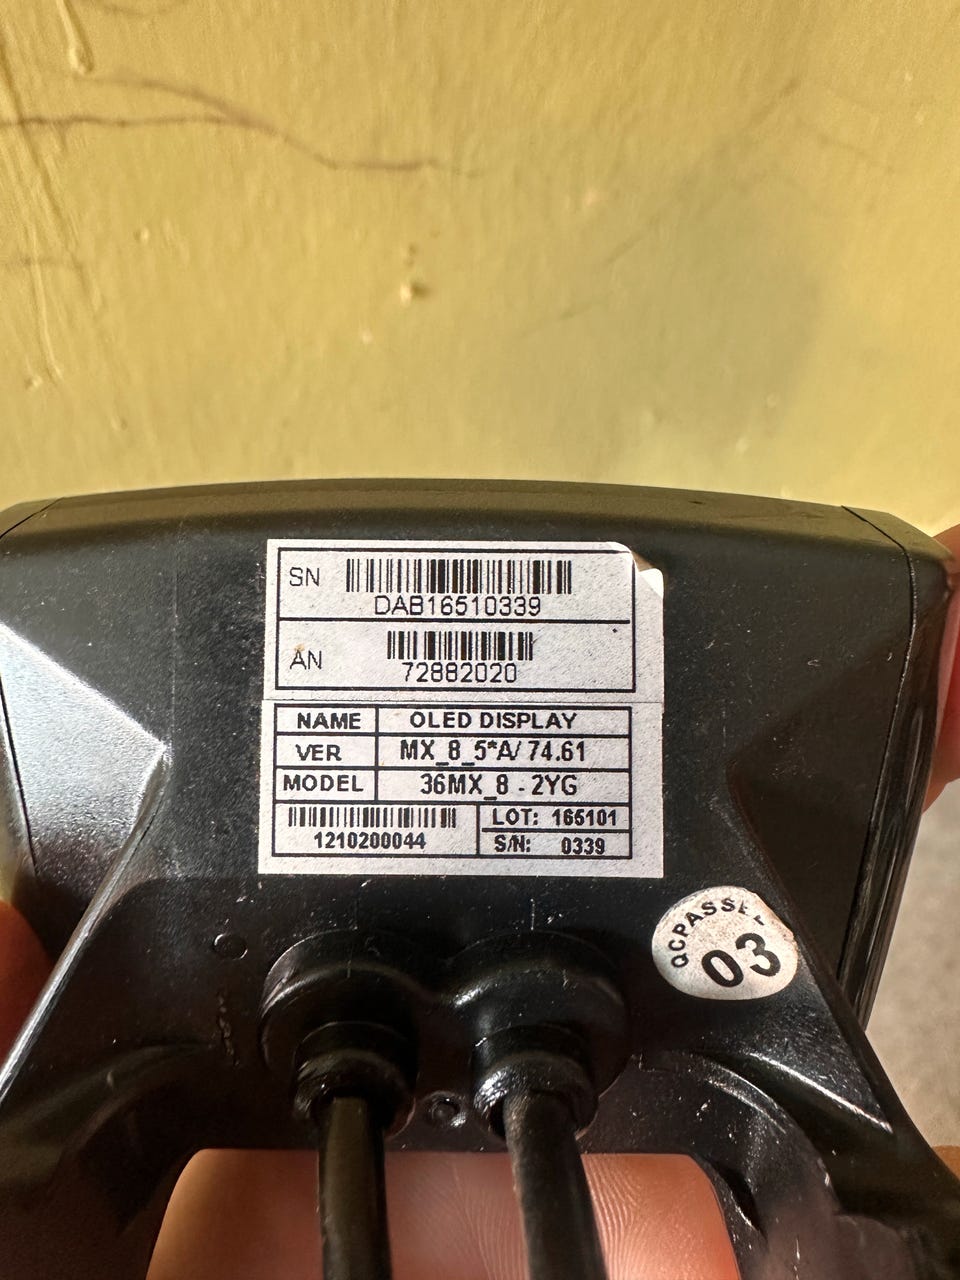 SN
DAB16510339
AN
72882020
NAME OLED DISPLAY
VER MX_8_5*A/74.61
MODEL 36MX_8 - 2YG
1210200044
LOT: 165101
S/N: 0339
QCPASSE
03